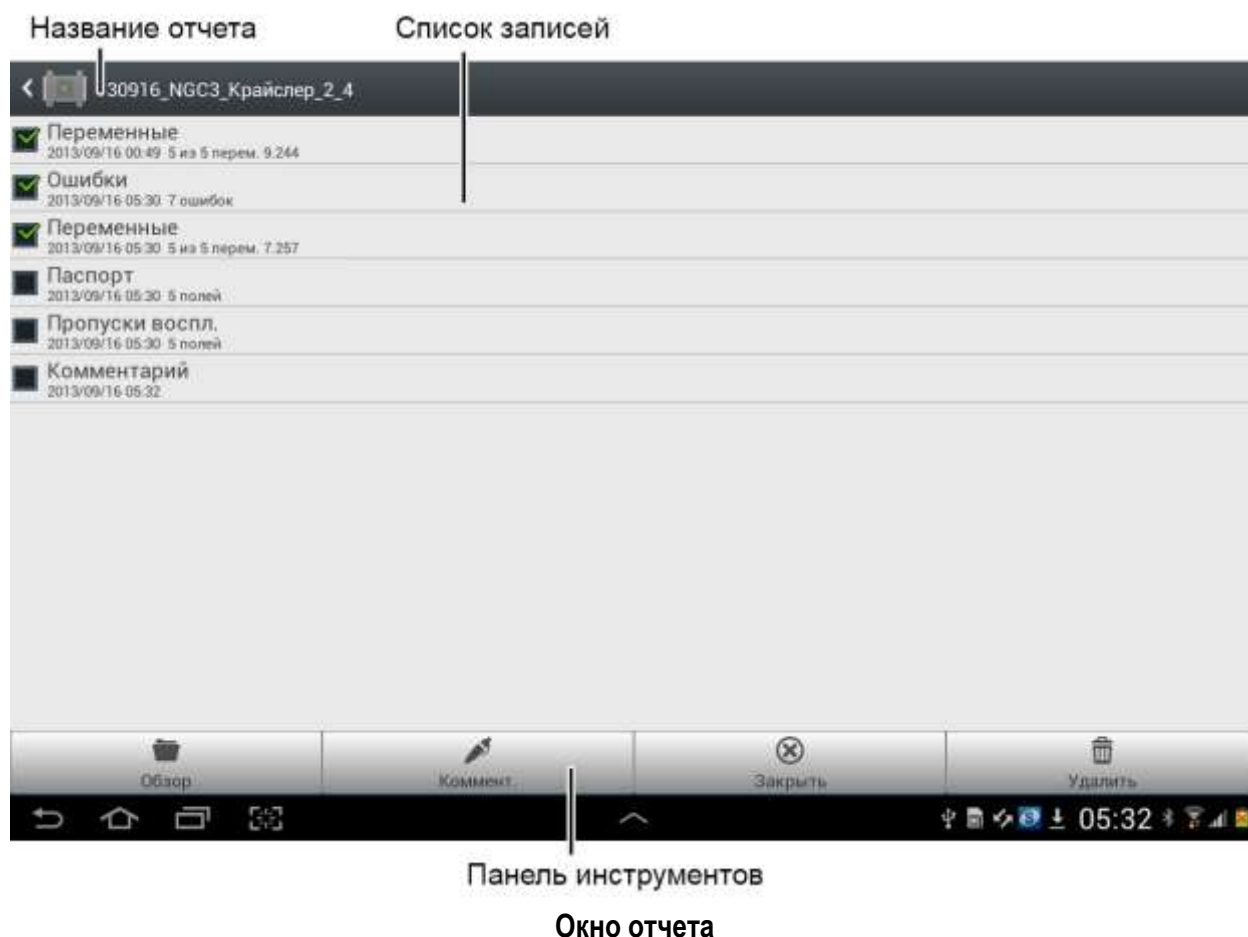 Название отчета
Список записей
30916_NGC3_Крайслер_2_4
Переменные
2013/09/16 00:49 5 из 5 перем. 9.244
Ошибки
2013/09/16 05:30 7 ошибок
Переменные
2013/09/16 05:30 5 из 5 перем. 7.257
Паспорт
2013/09/16 05:30 5 полей
Пропуски воспл.
2013/09/16 05:30 5 полей
Комментарий
2013/09/16 05:32
Обзор
Коммент.
Закрыть
Удалить
05:32
Панель инструментов
Окно отчета